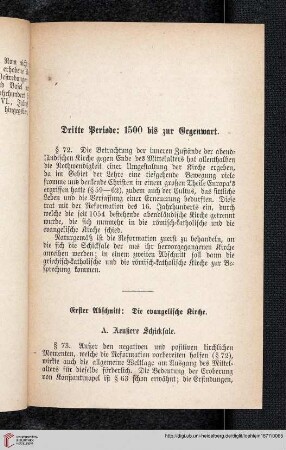 Dritte Periode: 1500 bis zur Gegenwart.
§ 72. Die Betrachtung der inneren Zustände der abend-
ländischen Kirche gegen Ende des Mittelalters hat allenthalben
die Nothwendigkeit einer Umgestaltung der Kirche ergeben,
da im Gebiet der Lehre eine tiefgehende Bewegung viele
fromme und denkende Christen in einem großen Theile Europa's
ergriffen hatte (§ 59—62), zudem auch der Cultus, das sittliche
Leben und die Verfassung einer Erneuerung bedurften. Diese
trat mit der Reformation des 16. Jahrhunderts ein, durch
welche die seit 1054 bestehende abendländische Kirche getrennt
wurde, die sich nunmehr in die römisch-katholische und die
evangelische Kirche schied.
Naturgemäß ist die Reformation zuerst zu behandeln, an
die sich die Schicksale der aus ihr hervorgegangenen Kirche
anreihen werden; in einem zweiten Abschnitt soll dann die
griechisch-katholische und die römisch-katholische Kirche zur Be-
sprechung kommen.
Erster Abschnitt: Die evangelische Kirche.
A. Aeußere Schicksale.
§ 73. Außer den negativen und positiven kirchlichen
Momenten, welche die Reformation vorbereiten halfen (§ 72),
wirkte auch die allgemeine Weltlage am Ausgang des Mittel-
alters für dieselbe förderlich. Die Bedeutung der Eroberung
von Konstantinopel ist § 63 schon erwähnt; die Erfindungen,
UNIVERSITÄTS-
BIBLIOTHEK
HEIDELBERG